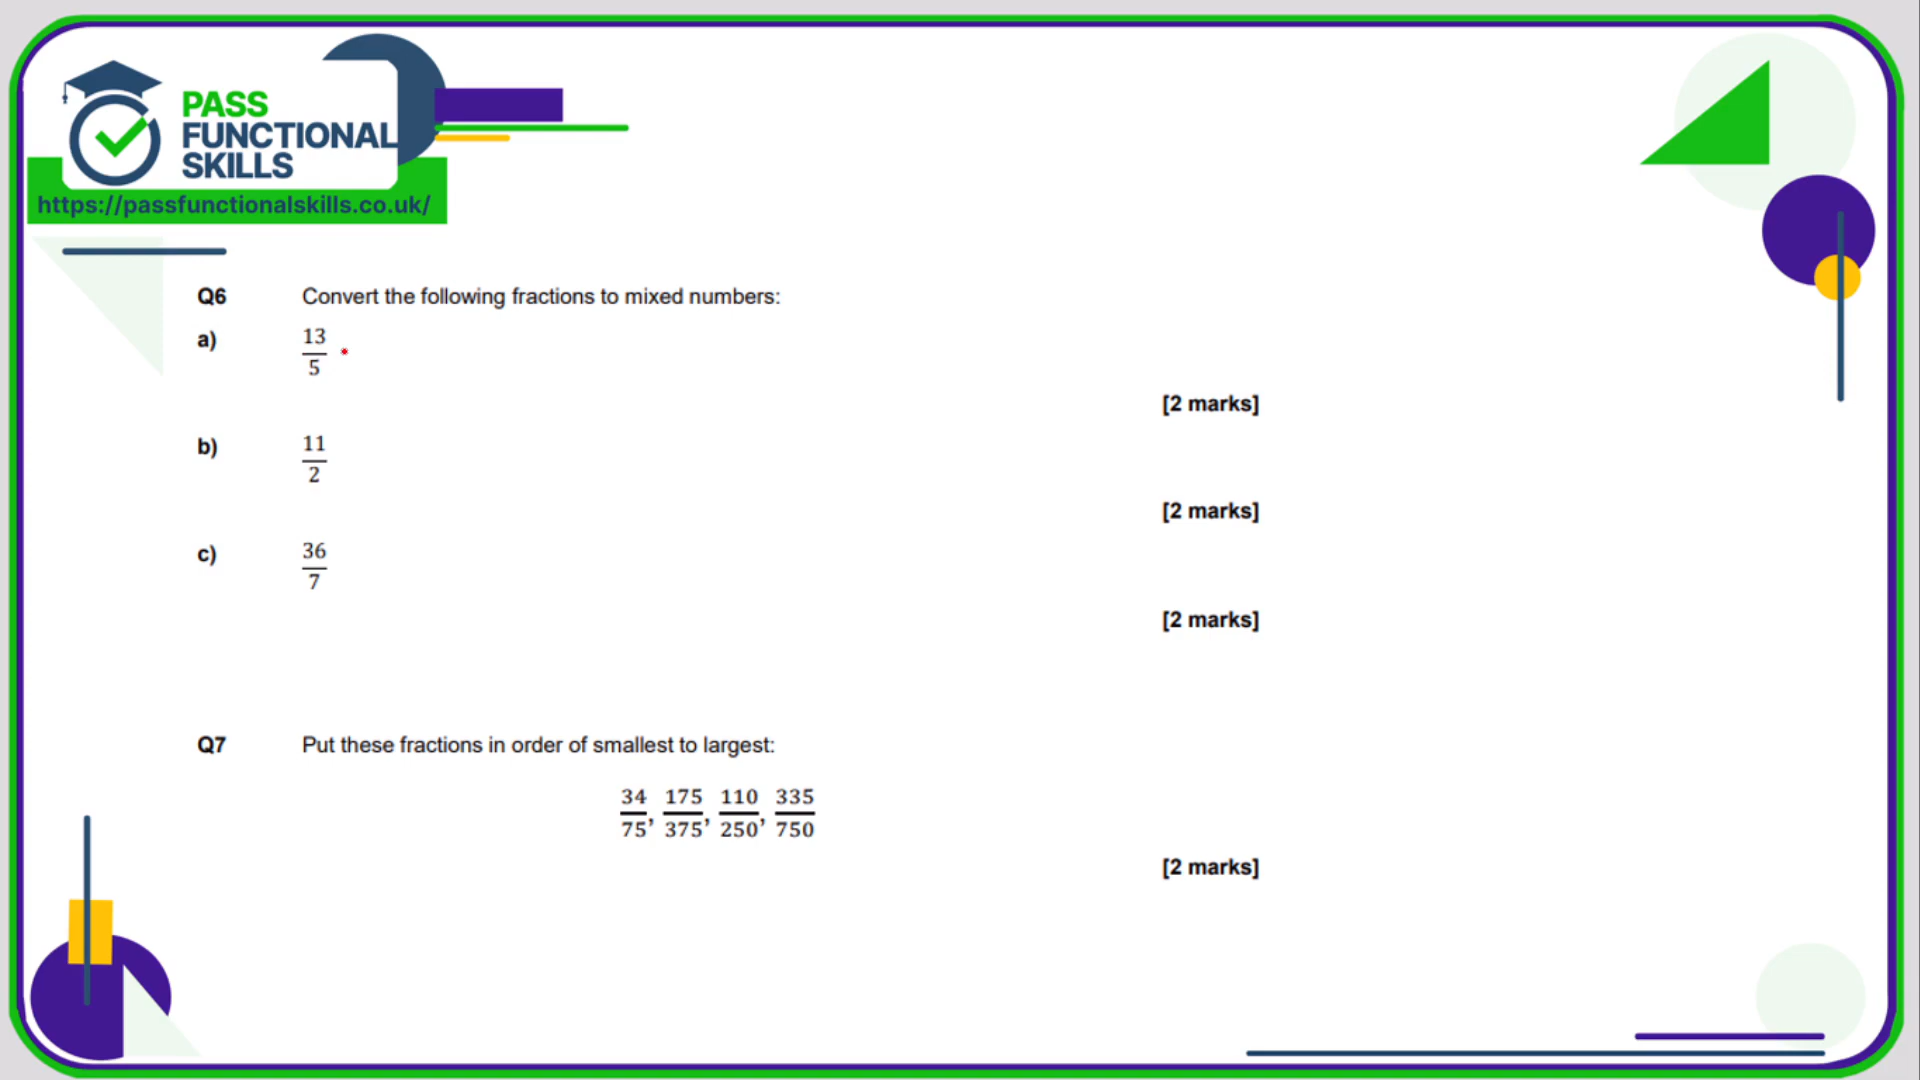 PASS
FUNCTIONAL
SKILLS
https://passfunctionalskills.co.uk/
Q6 Convert the following fractions to mixed numbers:
a) 13/5
[2 marks]
b) 11/2
[2 marks]
c) 36/7
[2 marks]
Q7 Put these fractions in order of smallest to largest:
34/75, 175/375, 110/250, 335/750
[2 marks]